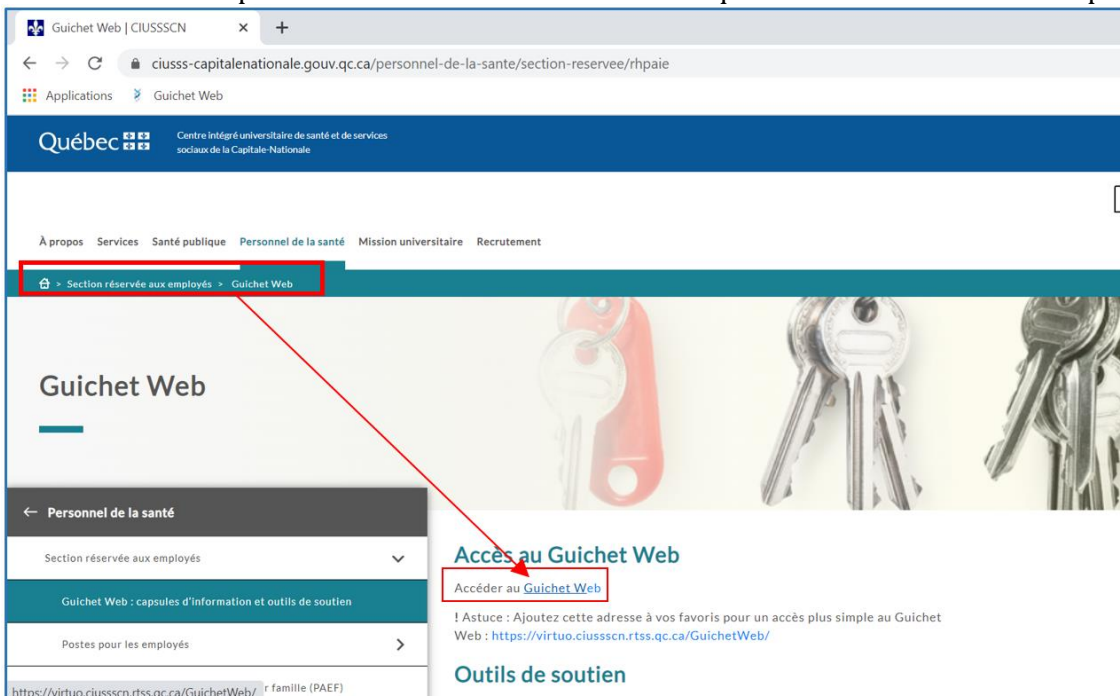 Guichet Web | CIUSSSCN
ciusss-capitalenationale.gouv.qc.ca/personnel-de-la-sante/section-reservee/rhpaie
Applications Guichet Web
Québec
Centre intégré universitaire de santé et de services
sociaux de la Capitale-Nationale
À propos Services Santé publique Personnel de la santé Mission universitaire Recrutement
> Section réservée aux employés > Guichet Web
Guichet Web
← Personnel de la santé
Section réservée aux employés
Guichet Web : capsules d'information et outils de soutien
Postes pour les employés
r famille (PAEF)
https://virtuo.ciussscn.rtss.qc.ca/GuichetWeb/
Accès au Guichet Web
Accéder au Guichet Web
! Astuce : Ajoutez cette adresse à vos favoris pour un accès plus simple au Guichet
Web : https://virtuo.ciussscn.rtss.qc.ca/GuichetWeb/
Outils de soutien